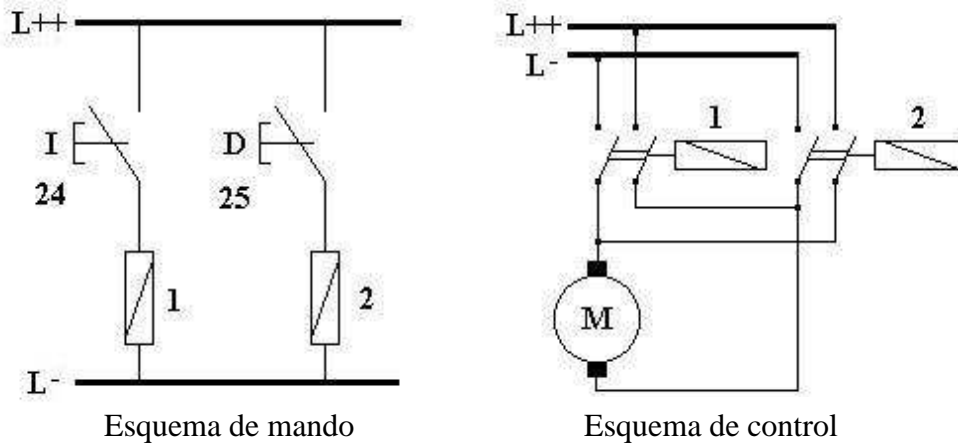 L++
I
24
D
25
1
2
L-
Esquema de mando
L++
L-
1
2
M
Esquema de control